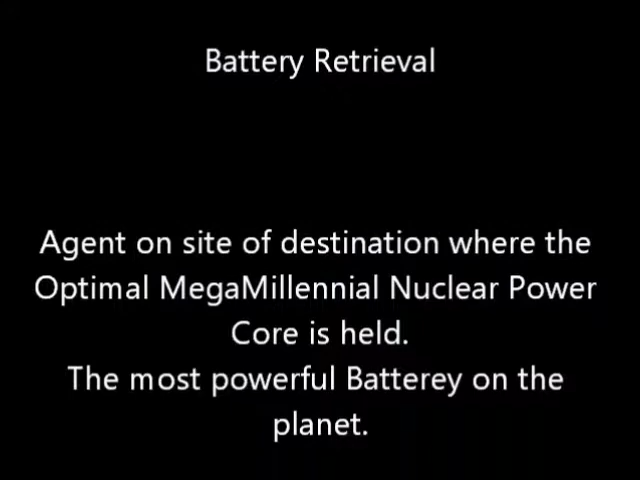 Battery Retrieval
Agent on site of destination where the
Optimal MegaMillennial Nuclear Power
Core is held.
The most powerful Batterey on the
planet.